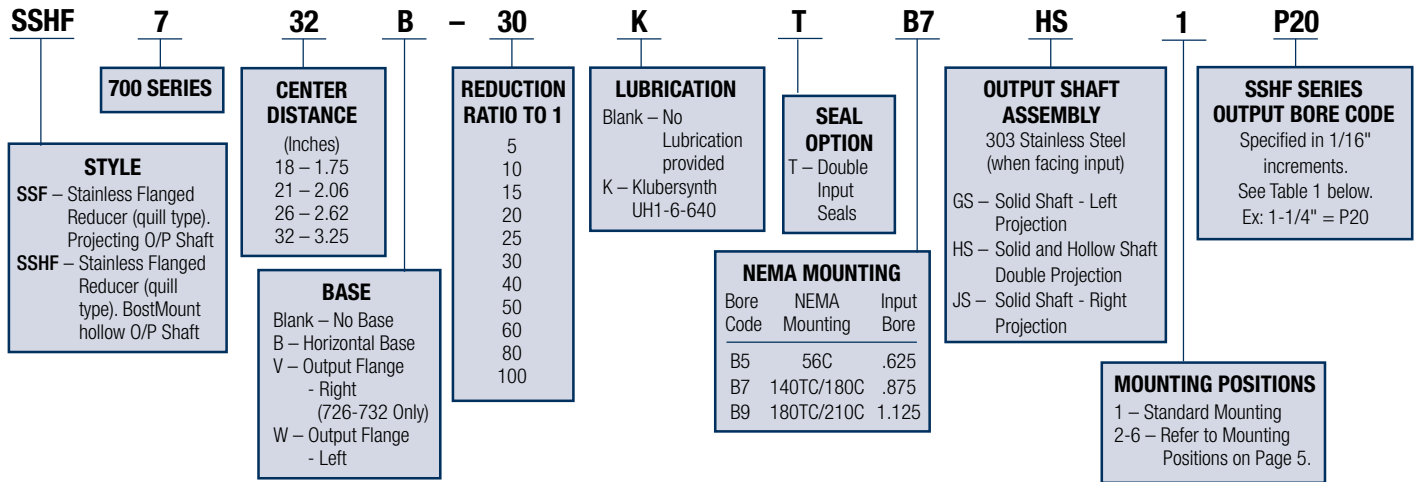 SSHF 7 32 B – 30 K T B7 HS 1 P20
700 SERIES
STYLE
SSF – Stainless Flanged
Reducer (quill type).
Projecting O/P Shaft
SSHF – Stainless Flanged
Reducer (quill
type). BostMount
hollow O/P Shaft
CENTER
DISTANCE
(Inches)
18 – 1.75
21 – 2.06
26 – 2.62
32 – 3.25
BASE
Blank – No Base
B – Horizontal Base
V – Output Flange
- Right
(726-732 Only)
W – Output Flange
- Left
REDUCTION
RATIO TO 1
5
10
15
20
25
30
40
50
60
80
100
LUBRICATION
Blank – No
Lubrication
provided
K – Klubersynth
UH1-6-640
SEAL
OPTION
T – Double
Input
Seals
NEMA MOUNTING
Bore NEMA Input
Code Mounting Bore
B5 56C .625
B7 140TC/180C .875
B9 180TC/210C 1.125
OUTPUT SHAFT
ASSEMBLY
303 Stainless Steel
(when facing input)
GS – Solid Shaft - Left
Projection
HS – Solid and Hollow Shaft
Double Projection
JS – Solid Shaft - Right
Projection
MOUNTING POSITIONS
1 – Standard Mounting
2-6 – Refer to Mounting
Positions on Page 5.
SSHF SERIES
OUTPUT BORE CODE
Specified in 1/16"
increments.
See Table 1 below.
Ex: 1-1/4" = P20